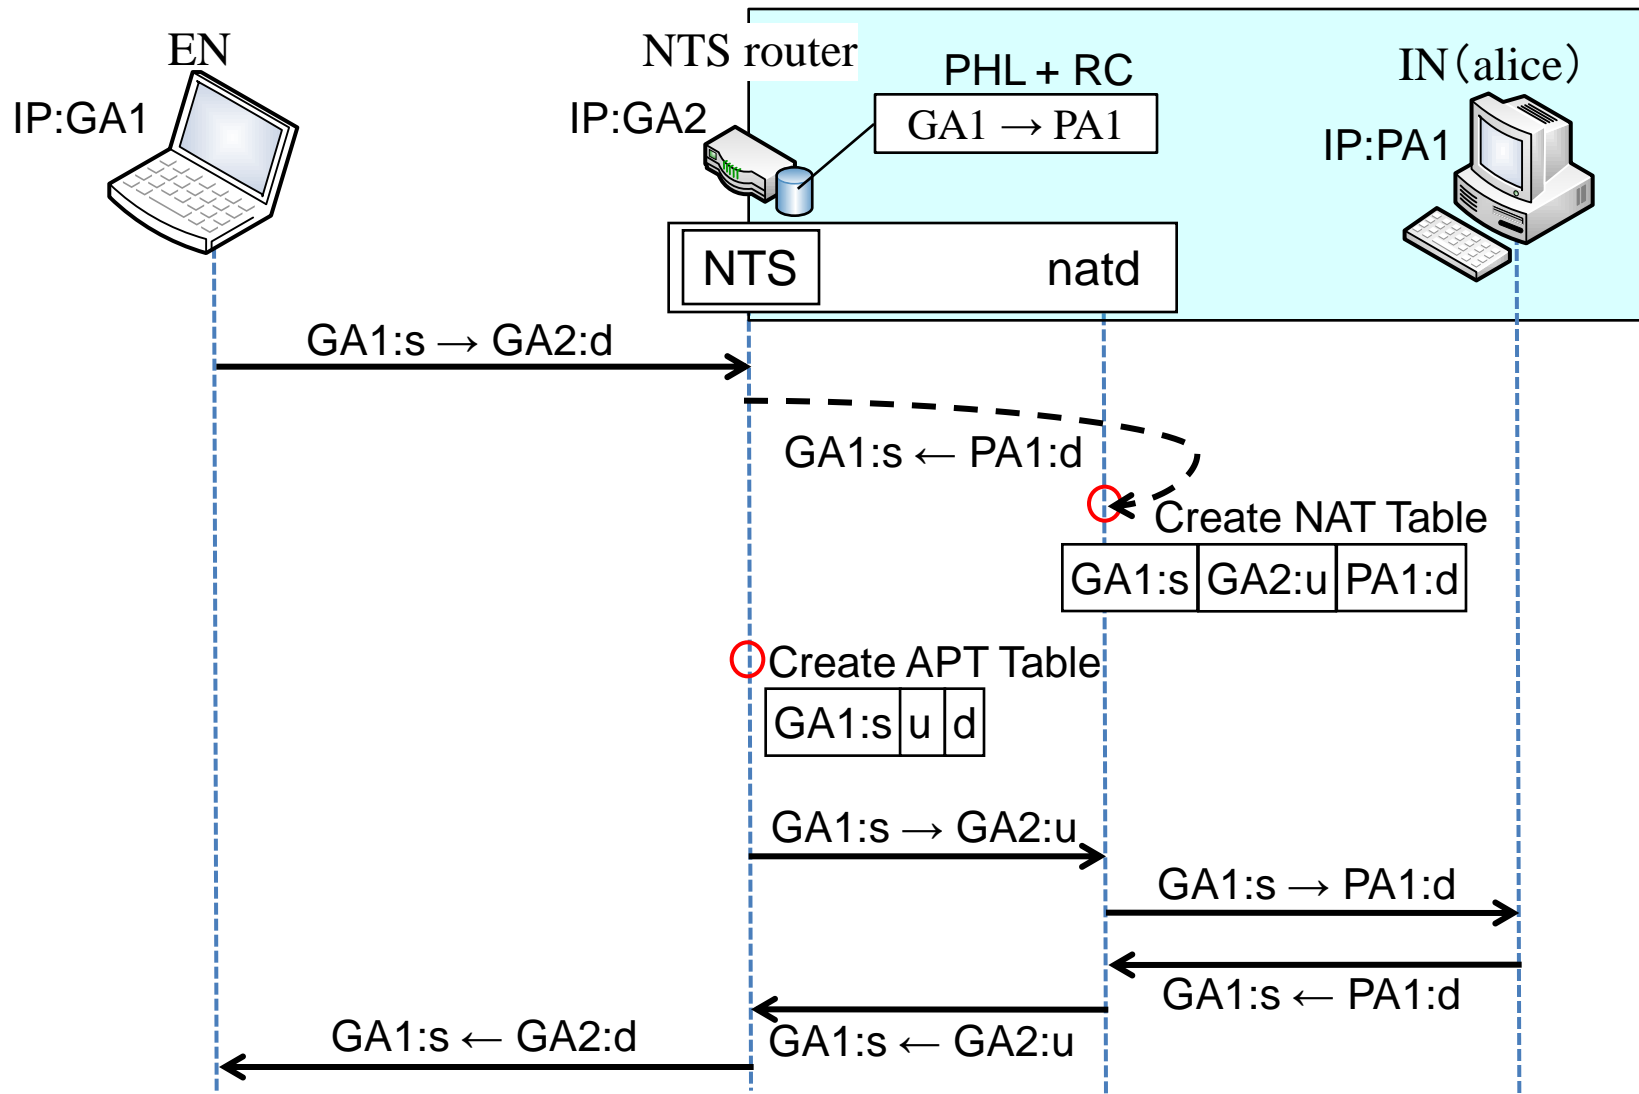 EN
NTS router
PHL + RC
IN（alice）
IP:GA1
IP:GA2
GA1 → PA1
IP:PA1
NTS
natd
GA1:s → GA2:d
GA1:s ← PA1:d
Create NAT Table
GA1:s GA2:u PA1:d
Create APT Table
GA1:s u d
GA1:s → GA2:u
GA1:s → PA1:d
GA1:s ← PA1:d
GA1:s ← GA2:u
GA1:s ← GA2:d